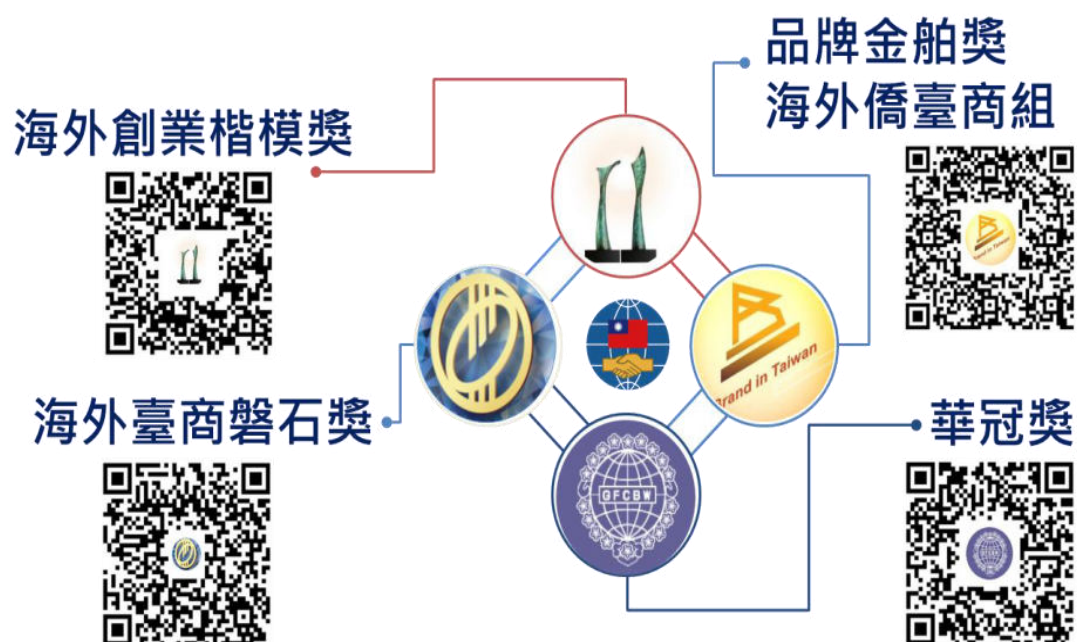 品牌金舶獎
海外僑臺商組
海外創業楷模獎
Brand in Taiwan
海外臺商磐石獎
華冠獎
GFCBW